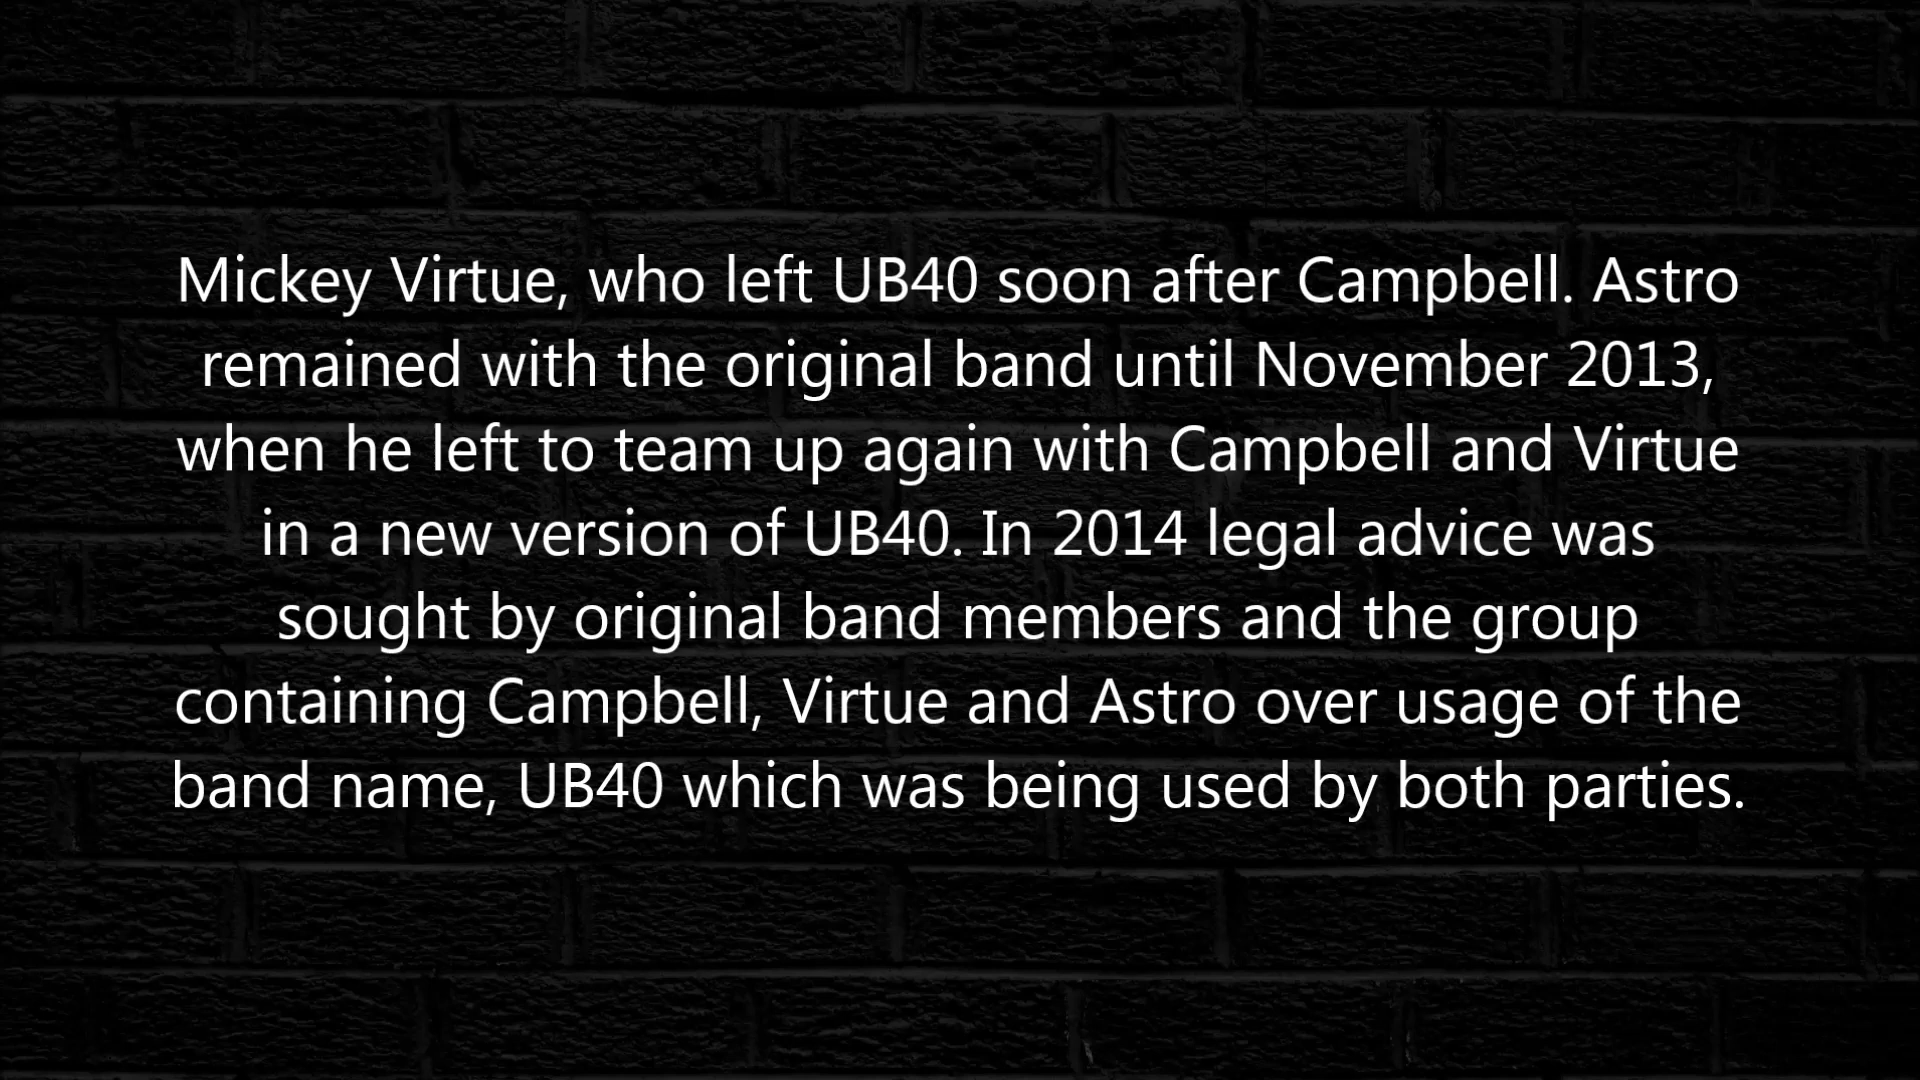 Mickey Virtue, who left UB40 soon after Campbell. Astro
remained with the original band until November 2013,
when he left to team up again with Campbell and Virtue
in a new version of UB40. In 2014 legal advice was
sought by original band members and the group
containing Campbell, Virtue and Astro over usage of the
band name, UB40 which was being used by both parties.